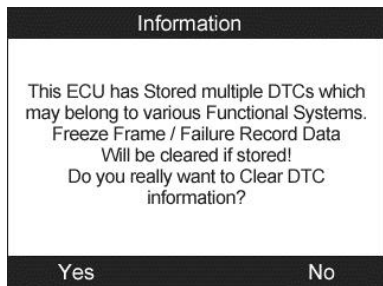 Information
This ECU has Stored multiple DTCs which
may belong to various Functional Systems.
Freeze Frame / Failure Record Data
Will be cleared if stored!
Do you really want to Clear DTC
information?
Yes No